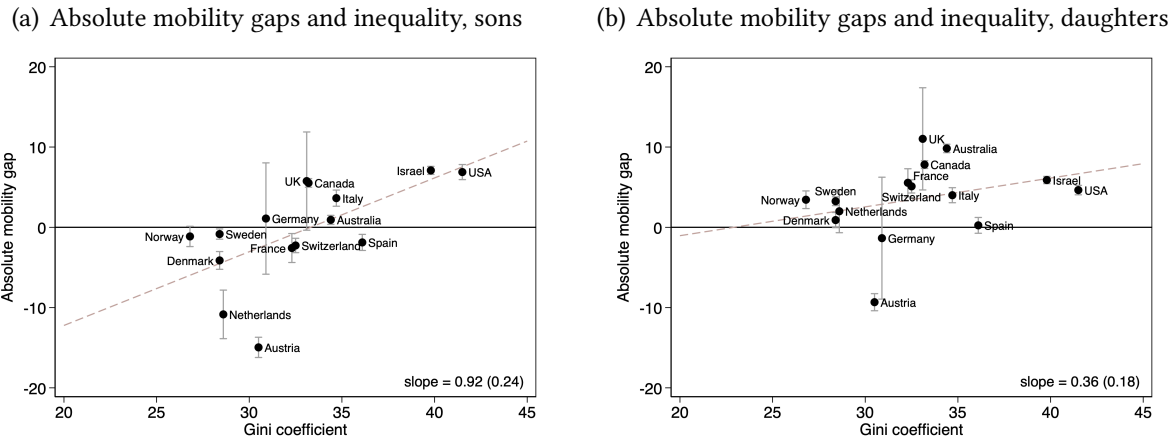 (a) Absolute mobility gaps and inequality, sons
20
10
0
-10
-20
Absolute mobility gap
UK
Canada
Israel
USA
Italy
Germany
Australia
Norway
Sweden
France
Switzerland
Spain
Denmark
Netherlands
Austria
slope = 0.92 (0.24)
20 25 30 35 40 45
Gini coefficient
(b) Absolute mobility gaps and inequality, daughters
20
10
0
-10
-20
Absolute mobility gap
UK
Australia
Canada
France
Israel
Sweden
USA
Norway
Switzerland
Italy
Netherlands
Denmark
Spain
Germany
Austria
slope = 0.36 (0.18)
20 25 30 35 40 45
Gini coefficient